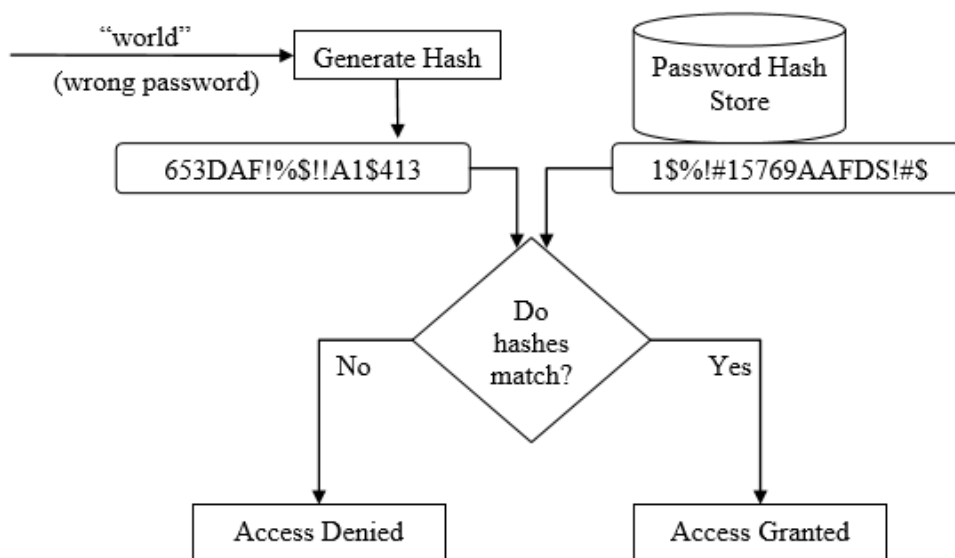 “world”
(wrong password)
Generate Hash
Password Hash
Store
653DAF!%$!!A1$413
1$%!#15769AAFDS!#$
Do
hashes
match?
No
Yes
Access Denied
Access Granted